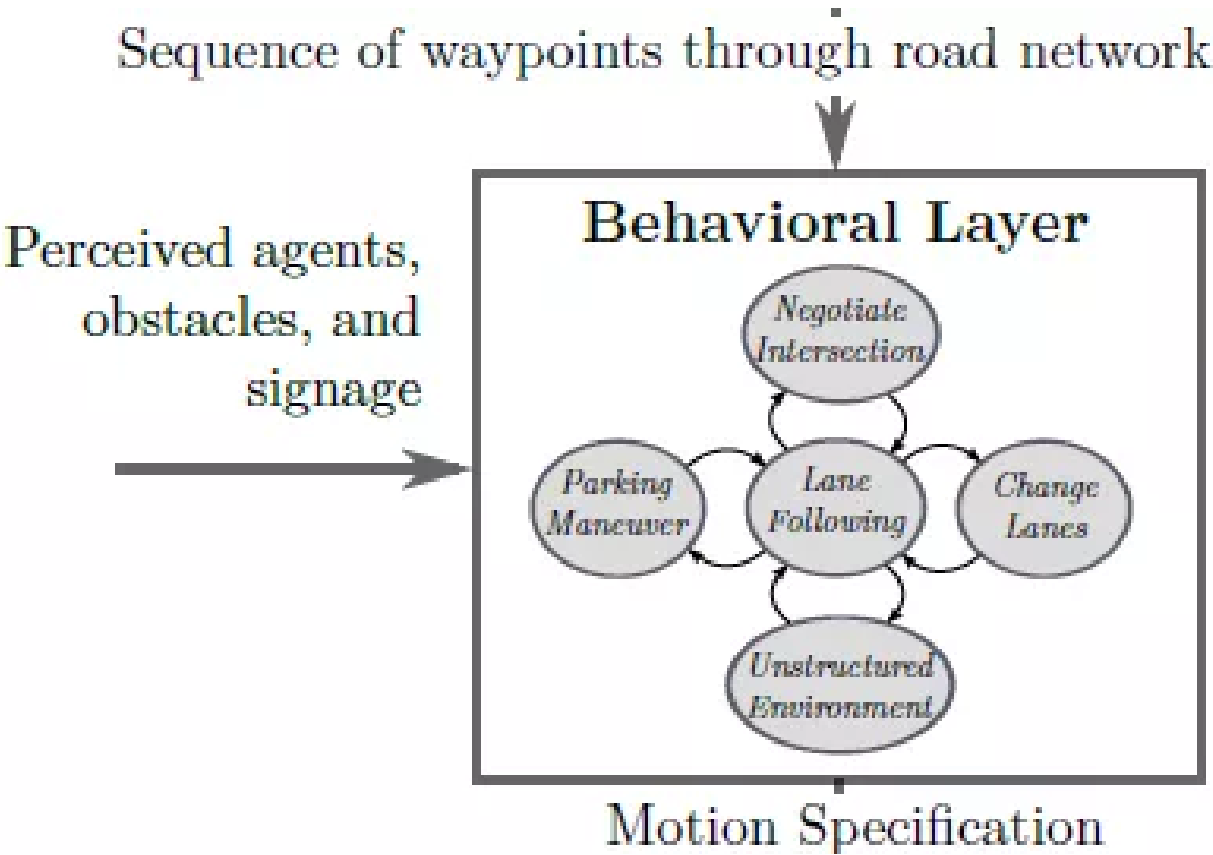 Sequence of waypoints through road network
Perceived agents,
obstacles, and
signage
Behavioral Layer
Negotiate
Intersection
Parking
Maneuver
Lane
Following
Change
Lanes
Unstructured
Environment
Motion Specification